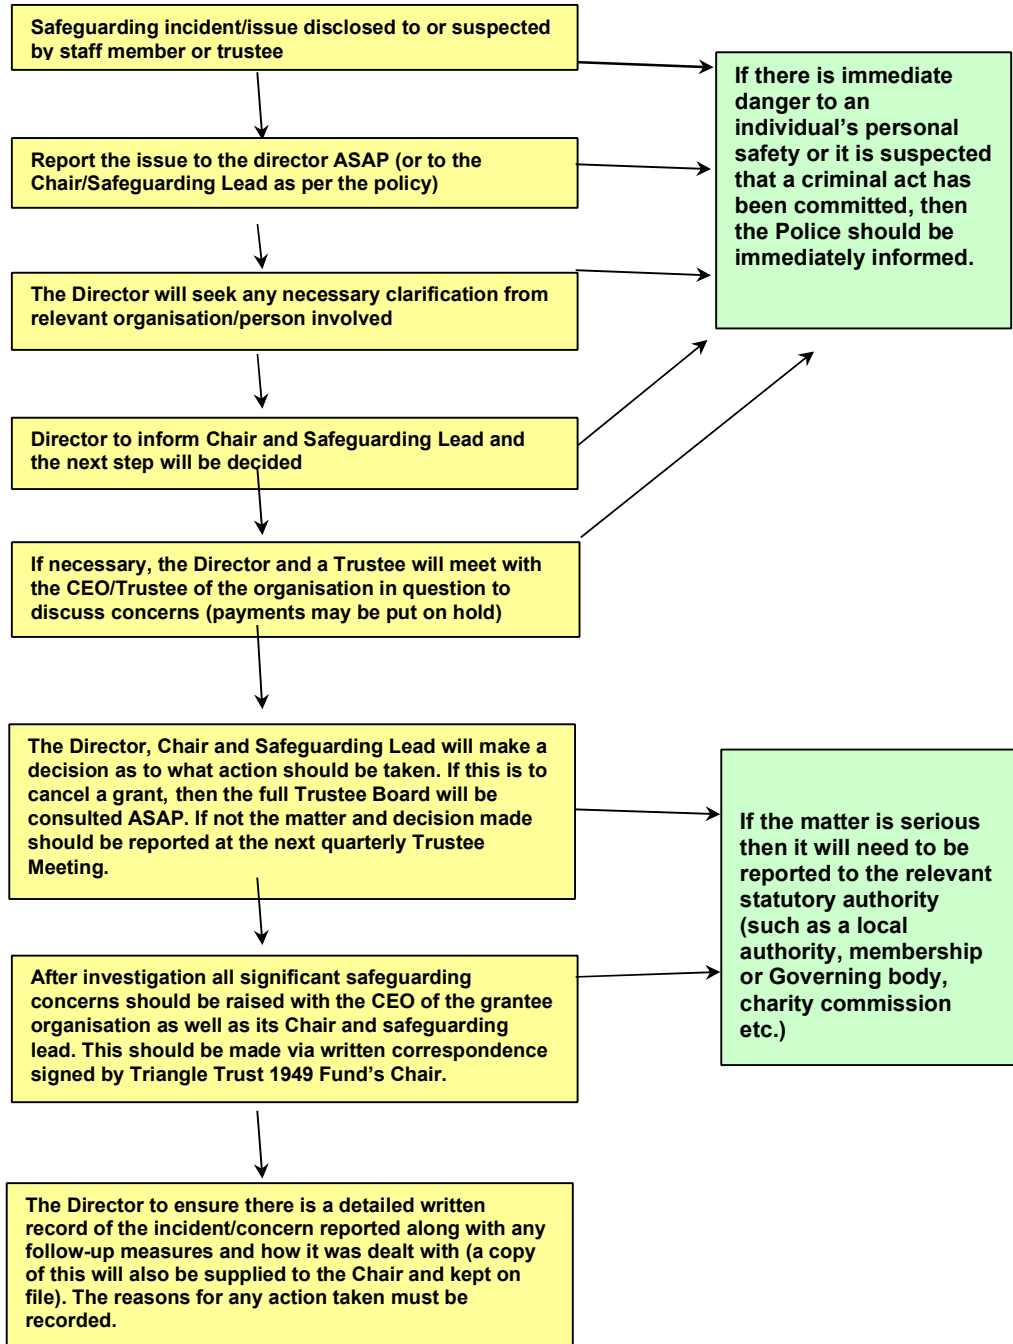 Safeguarding incident/issue disclosed to or suspected
by staff member or trustee
If there is immediate
danger to an
individual’s personal
safety or it is suspected
that a criminal act has
been committed, then
the Police should be
immediately informed.
Report the issue to the director ASAP (or to the
Chair/Safeguarding Lead as per the policy)
The Director will seek any necessary clarification from
relevant organisation/person involved
Director to inform Chair and Safeguarding Lead and
the next step will be decided
If necessary, the Director and a Trustee will meet with
the CEO/Trustee of the organisation in question to
discuss concerns (payments may be put on hold)
The Director, Chair and Safeguarding Lead will make a
decision as to what action should be taken. If this is to
cancel a grant, then the full Trustee Board will be
consulted ASAP. If not the matter and decision made
should be reported at the next quarterly Trustee
Meeting.
If the matter is serious
then it will need to be
reported to the relevant
statutory authority
(such as a local
authority, membership
or Governing body,
charity commission
etc.)
After investigation all significant safeguarding
concerns should be raised with the CEO of the grantee
organisation as well as its Chair and safeguarding
lead. This should be made via written correspondence
signed by Triangle Trust 1949 Fund’s Chair.
The Director to ensure there is a detailed written
record of the incident/concern reported along with any
follow-up measures and how it was dealt with (a copy
of this will also be supplied to the Chair and kept on
file). The reasons for any action taken must be
recorded.